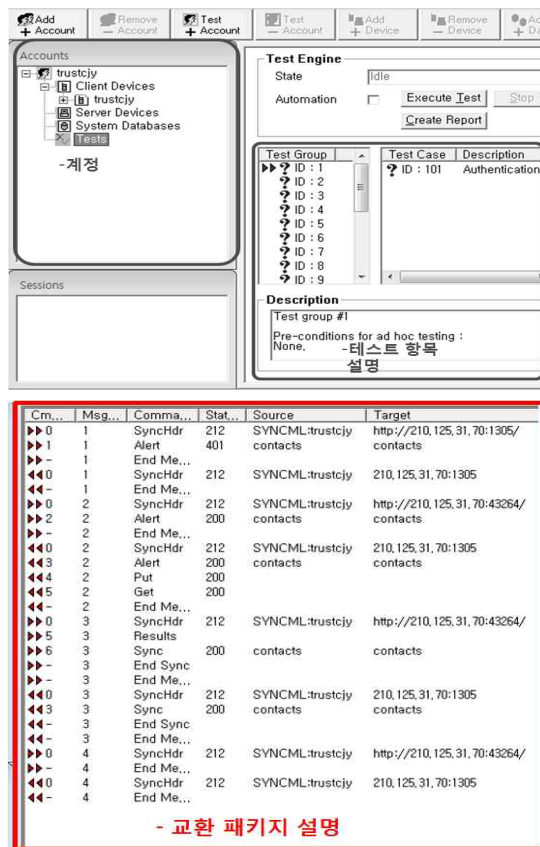 Add Account
Remove Account
Test Account
Test Account
Add Device
Remove Device
Accounts
trustcjy
Client Devices
trustcjy
Server Devices
System Databases
Tests
-계정
Sessions
Test Engine
State Idle
Automation Execute Test Stop
Create Report
Test Group
ID : 1
ID : 2
ID : 3
ID : 4
ID : 5
ID : 6
ID : 7
ID : 8
ID : 9
Test Case Description
ID : 101 Authentication
Description
Test group #1
Pre-conditions for ad hoc testing :
None.
-테스트 항목
설명
Cm... Msg... Comma... Stat... Source Target
0 1 SyncHdr 212 SYNCML:trustcjy http://210.125.31.70:1305/
1 1 Alert 401 contacts contacts
- 1 End Me...
0 1 SyncHdr 212 SYNCML:trustcjy 210.125.31.70:1305
- 1 End Me...
0 2 SyncHdr 212 SYNCML:trustcjy http://210.125.31.70:43264/
2 2 Alert 200 contacts contacts
- 2 End Me...
0 2 SyncHdr 212 SYNCML:trustcjy 210.125.31.70:1305
3 2 Alert 200 contacts contacts
4 2 Put 200
5 2 Get 200
- 2 End Me...
0 3 SyncHdr 212 SYNCML:trustcjy http://210.125.31.70:43264/
5 3 Results
6 3 Sync 200 contacts contacts
- 3 End Sync
- 3 End Me...
0 3 SyncHdr 212 SYNCML:trustcjy 210.125.31.70:1305
3 3 Sync 200 contacts contacts
- 3 End Sync
- 3 End Me...
0 4 SyncHdr 212 SYNCML:trustcjy http://210.125.31.70:43264/
- 4 End Me...
0 4 SyncHdr 212 SYNCML:trustcjy 210.125.31.70:1305
- 4 End Me...
- 교환 패키지 설명